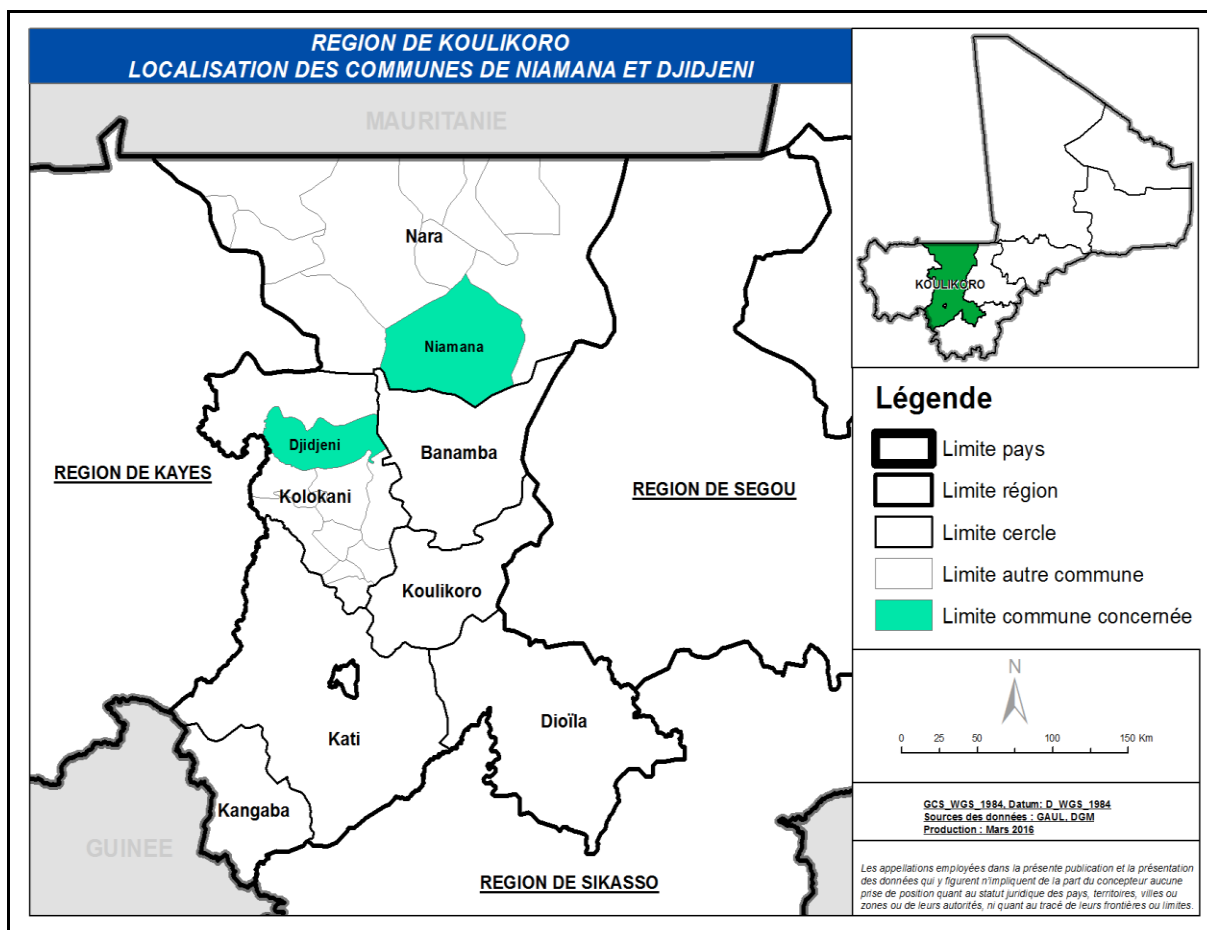 REGION DE KOULIKORO
LOCALISATION DES COMMUNES DE NIAMANA ET DJIDJENI
MAURITANIE
Nara
Niamana
Djidjeni
Banamba
REGION DE KAYES
Kolokani
REGION DE SEGOU
Koulikoro
Dioïla
Kati
Kangaba
GUINEE
REGION DE SIKASSO
KOULIKORO
Légende
Limite pays
Limite région
Limite cercle
Limite autre commune
Limite commune concernée
N
0 25 50 100 150 Km
GCS_WGS_1984, Datum: D_WGS_1984
Sources des données : GAUL, DGM
Production : Mars 2016
Les appellations employées dans la présente publication et la présentation
des données qui y figurent n'impliquent de la part du concepteur aucune
prise de position quant au statut juridique des pays, territoires, villes ou
zones ou de leurs autorités, ni quant au tracé de leurs frontières ou limites.